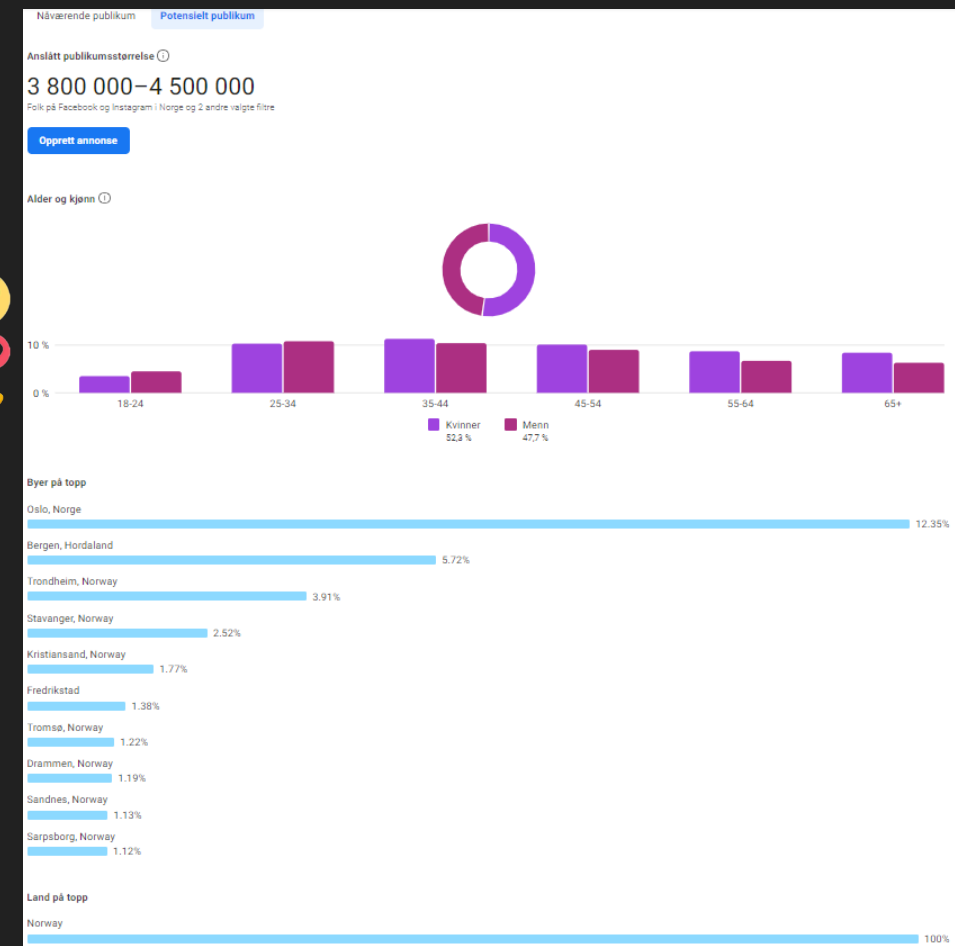 Nåværende publikum Potensielt publikum
Anslått publikumsstørrelse
3 800 000–4 500 000
Folk på Facebook og Instagram i Norge og 2 andre valgte filtre
Opprett annonse
Alder og kjønn
10 %
0 %
18-24 25-34 35-44 45-54 55-64 65+
Kvinner Menn
52,3 % 47,7 %
Byer på topp
Oslo, Norge
12.35%
Bergen, Hordaland
5.72%
Trondheim, Norway
3.91%
Stavanger, Norway
2.52%
Kristiansand, Norway
1.77%
Fredrikstad
1.38%
Tromsø, Norway
1.22%
Drammen, Norway
1.19%
Sandnes, Norway
1.13%
Sarpsborg, Norway
1.12%
Land på topp
Norway
100%